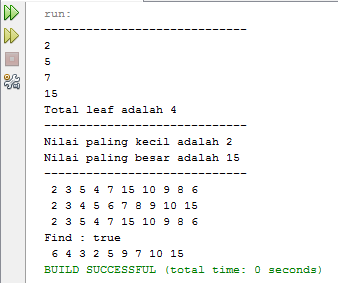 run:
-----------------------------
2
5
7
15
Total leaf adalah 4
-----------------------------
Nilai paling kecil adalah 2
Nilai paling besar adalah 15
-----------------------------
2 3 5 4 7 15 10 9 8 6
2 3 4 5 6 7 8 9 10 15
2 3 5 4 7 15 10 9 8 6
Find : true
6 4 3 2 5 9 7 10 15
BUILD SUCCESSFUL (total time: 0 seconds)